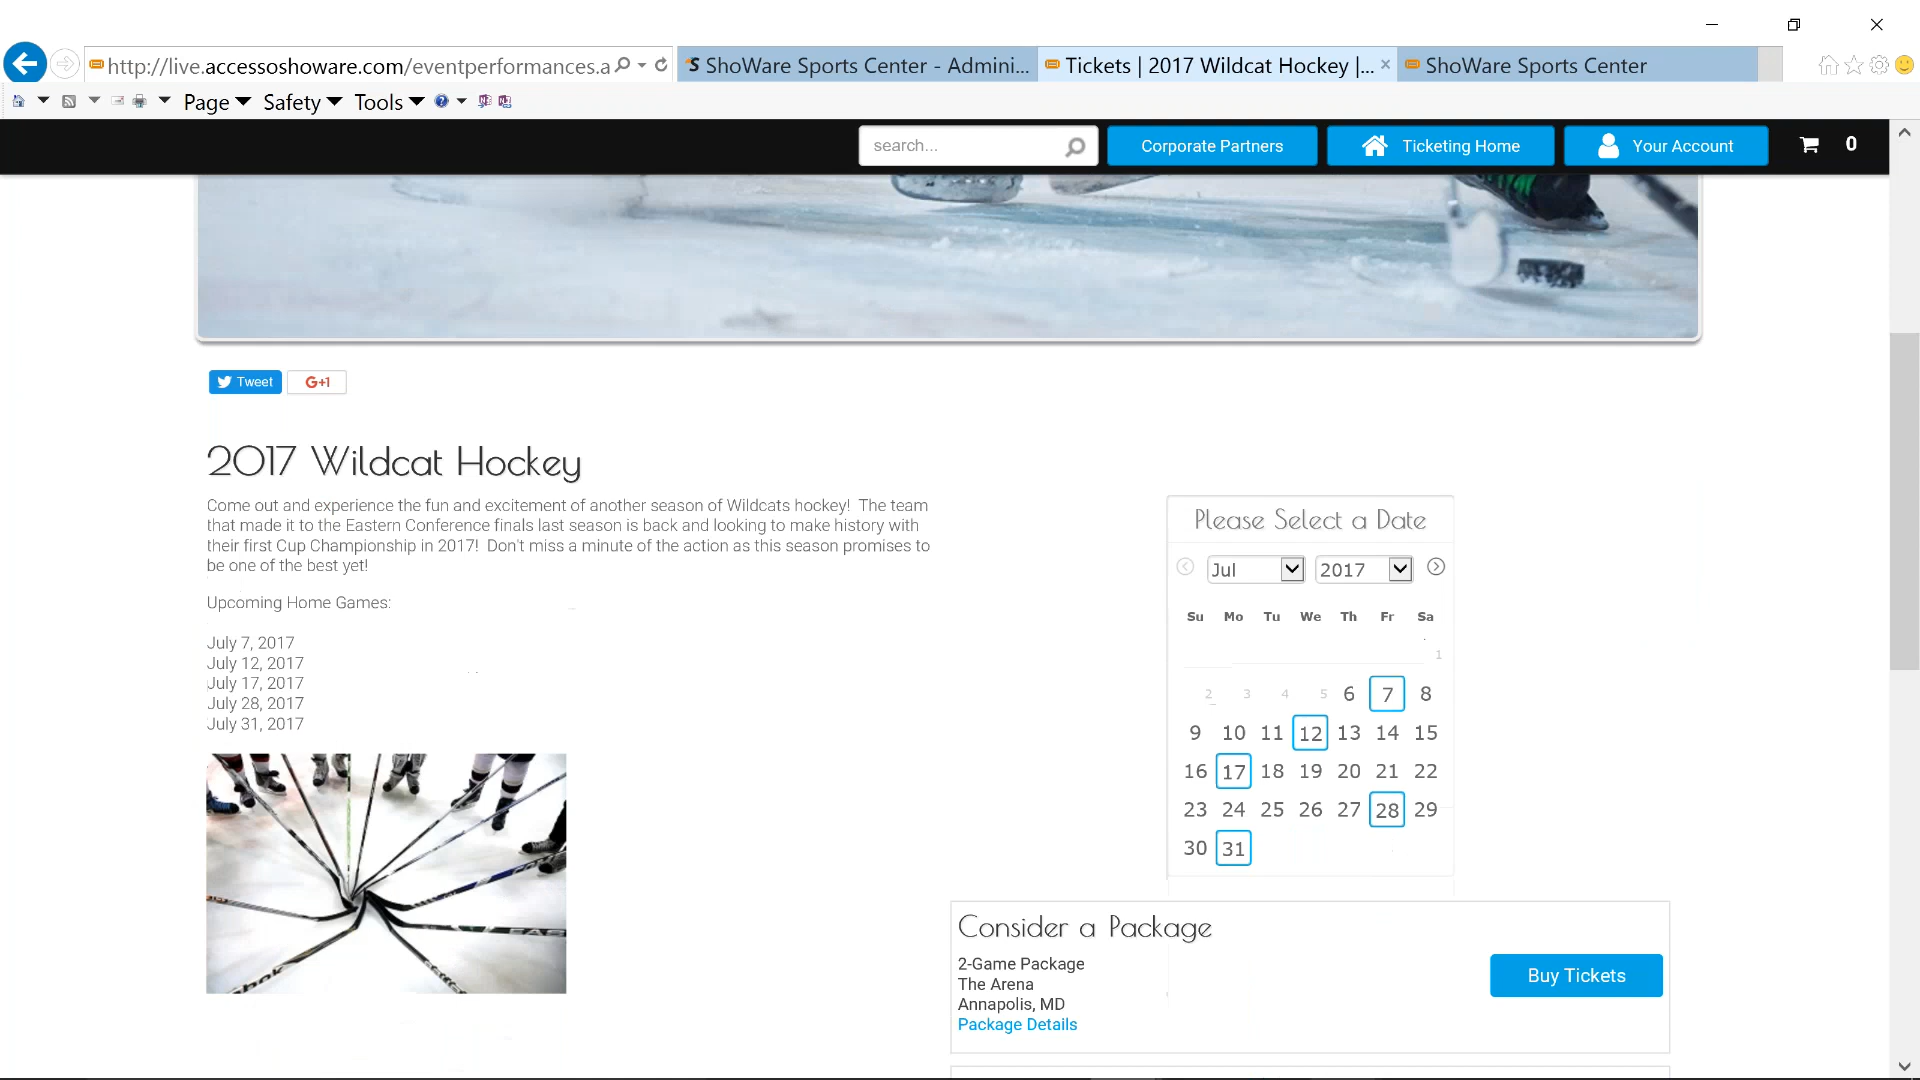 http://live.accessoshoware.com/eventperformances.a
ShoWare Sports Center - Admini...
Tickets | 2017 Wildcat Hockey |...
ShoWare Sports Center
Page
Safety
Tools
search...
Corporate Partners
Ticketing Home
Your Account
0
Tweet
G+1
2017 Wildcat Hockey
Come out and experience the fun and excitement of another season of Wildcats hockey! The team
that made it to the Eastern Conference finals last season is back and looking to make history with
their first Cup Championship in 2017! Don't miss a minute of the action as this season promises to
be one of the best yet!
Upcoming Home Games:
July 7, 2017
July 12, 2017
July 17, 2017
July 28, 2017
July 31, 2017
Please Select a Date
Jul 2017
Su Mo Tu We Th Fr Sa
1
2 3 4 5 6 7 8
9 10 11 12 13 14 15
16 17 18 19 20 21 22
23 24 25 26 27 28 29
30 31
Consider a Package
2-Game Package
The Arena
Annapolis, MD
Package Details
Buy Tickets